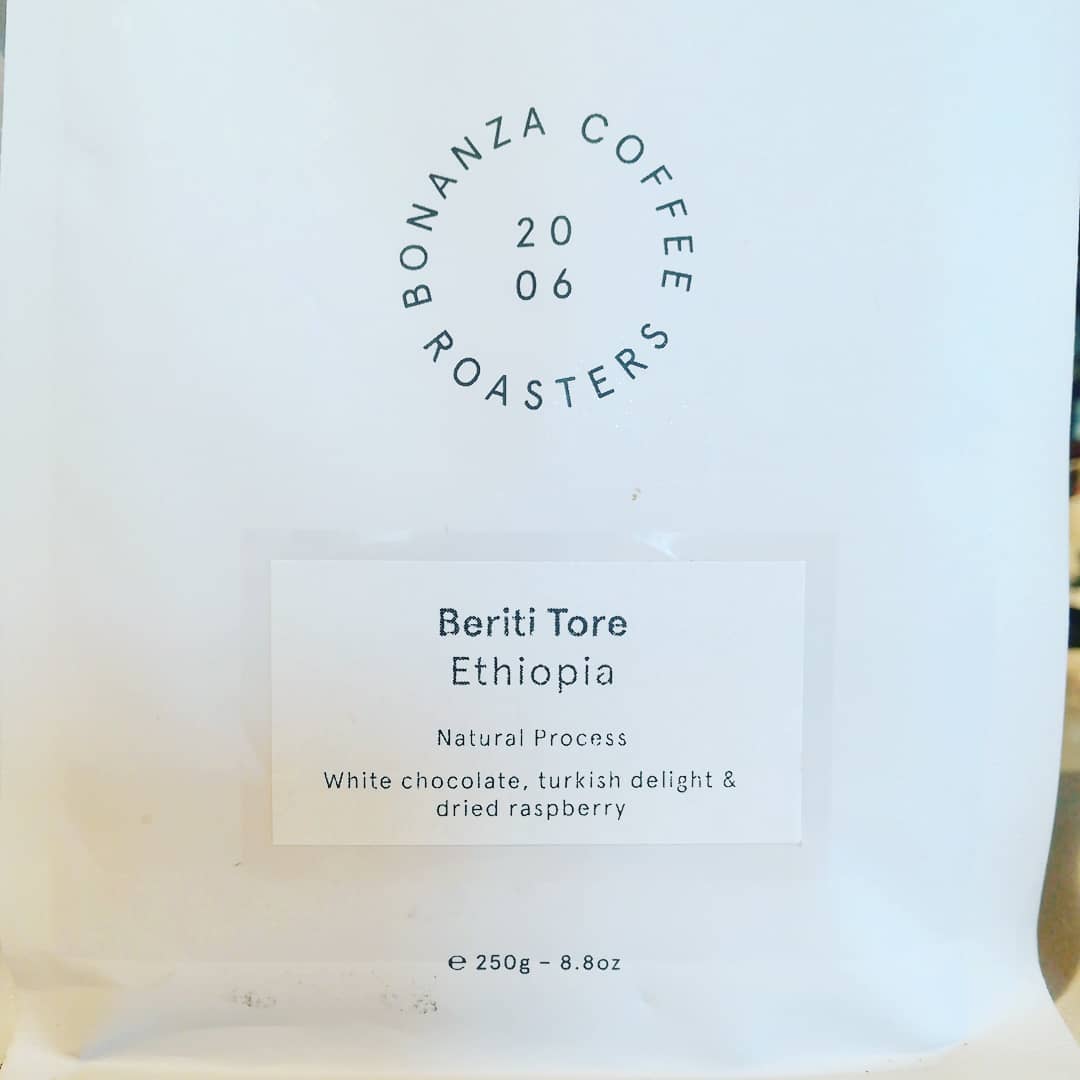 BONANZA COFFEE ROASTERS
20
06
Beriti Tore
Ethiopia
Natural Process
White chocolate, turkish delight &
dried raspberry
℮ 250g – 8.8oz